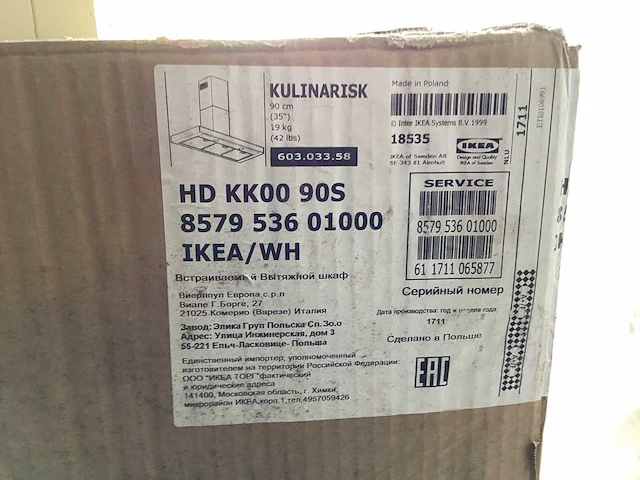 KULINARISK
90 cm
(35")
19 kg
(42 lbs)
603.033.58
Made in Poland
© Inter IKEA-Systems B.V. 1999
18535
IKEA of Sweden AB
SE-343 81 Älmhult
IKEA
Design and Quality
IKEA of Sweden
NLU
1711
ETI0106991
HD KK00 90S
8579 536 01000
IKEA/WH
SERVICE
8579 536 01000
61 1711 065877
Встраиваемый Вытяжной шкаф
Серийный номер
Виерлпул Европа с.р.л
Виале Г.Борге, 27
21025.Комерио (Варезе) Италия
Дата производства: год и неделя года
1711
Завод: Элика Груп Польска Сп.Зо.о
Адрес: Улица Инжинерская, дом 3
55-221 Ельч-Ласковице- Польша
Сделано в Польше
Единственный импортер, уполномоченный
изготовителем на территории Российской Федерации:
ООО "ИКЕА ТОРГ"фактический
и юридические адреса
141400, Московская область, г. Химки,
микрорайон ИКЕА,корп.1,тел.4957059426
EAC